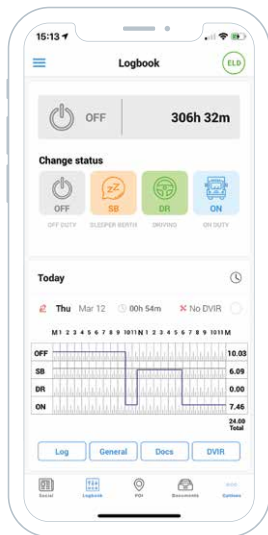 15:13
Logbook
ELD
OFF 306h 32m
Change status
OFF SB DR ON
OFF DUTY SLEEPER BERTH DRIVING ON DUTY
Today
Thu Mar 12 00h 54m No DVIR
M 1 2 3 4 5 6 7 8 9 10 11 N 1 2 3 4 5 6 7 8 9 10 11 M
OFF 10.03
SB 6.09
DR 0.00
ON 7.46
24.00
Total
Log General Docs DVIR
Social Logbook POI Documents Options